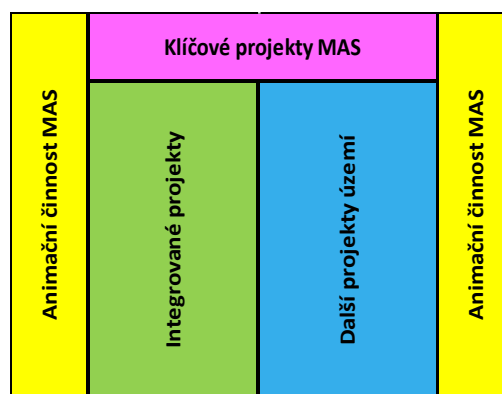 Klíčové projekty MAS
Animační činnost MAS
Integrované projekty
Další projekty území
Animační činnost MAS